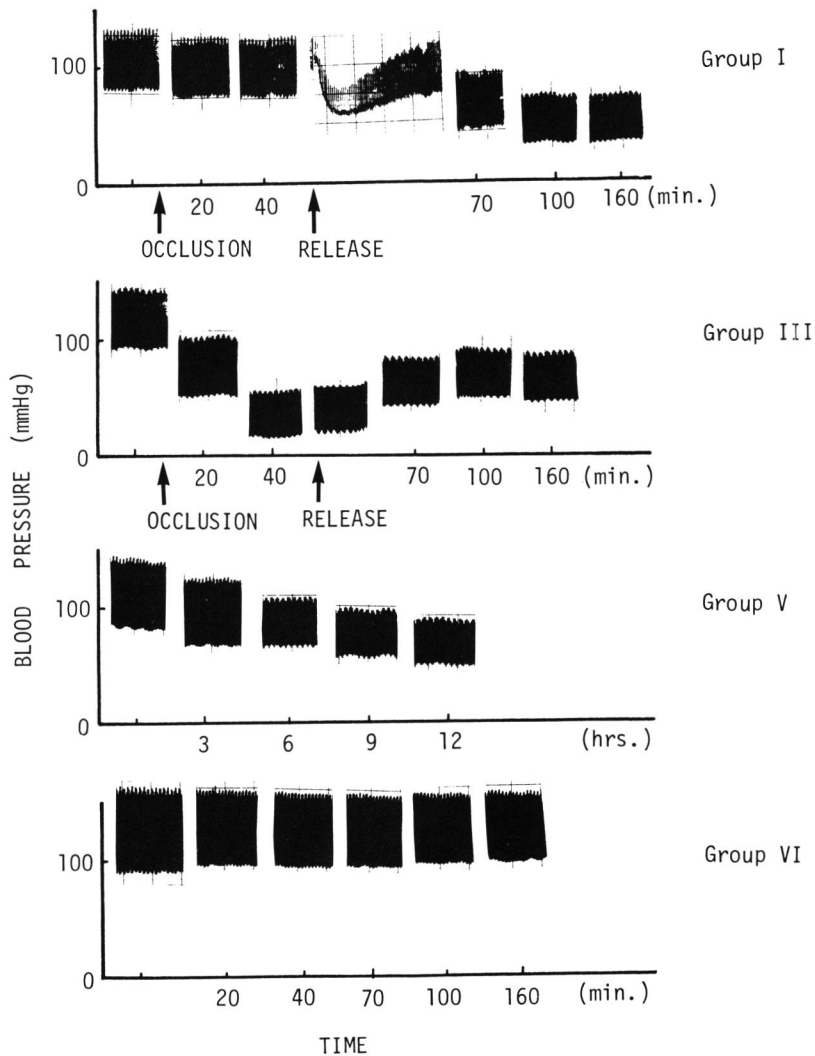 100
Group I
0
20 40 70 100 160 (min.)
OCCLUSION RELEASE
100
Group III
0
20 40 70 100 160 (min.)
OCCLUSION RELEASE
BLOOD PRESSURE (mmHg)
100
Group V
0
3 6 9 12 (hrs.)
100
Group VI
0
20 40 70 100 160 (min.)
TIME